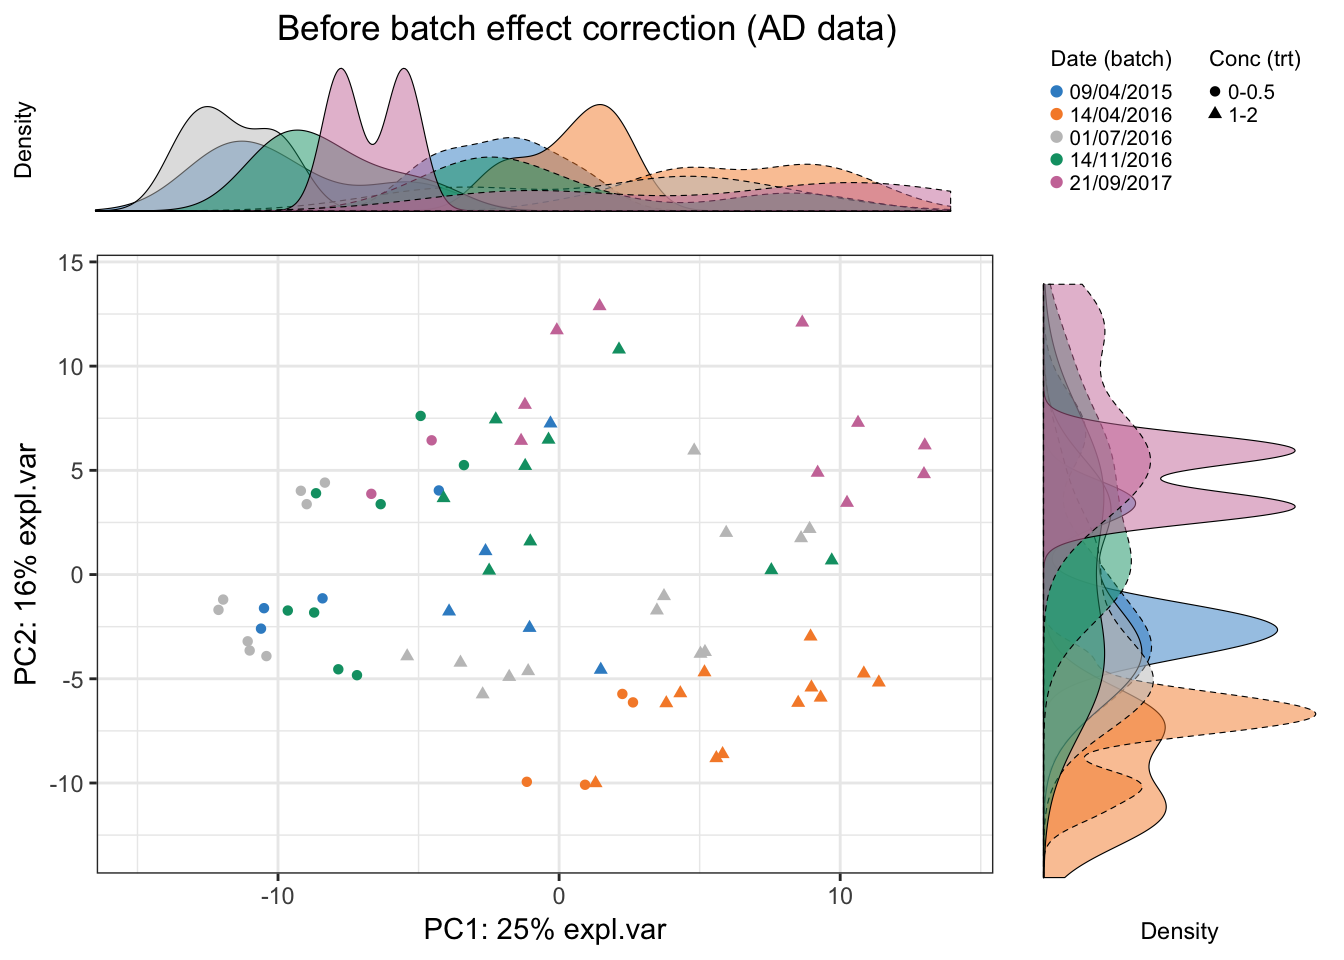 Before batch effect correction (AD data)
Density
Date (batch)
09/04/2015
14/04/2016
01/07/2016
14/11/2016
21/09/2017
Conc (trt)
0-0.5
1-2
15
10
5
0
-5
-10
PC2: 16% expl.var
-10
0
10
PC1: 25% expl.var
Density